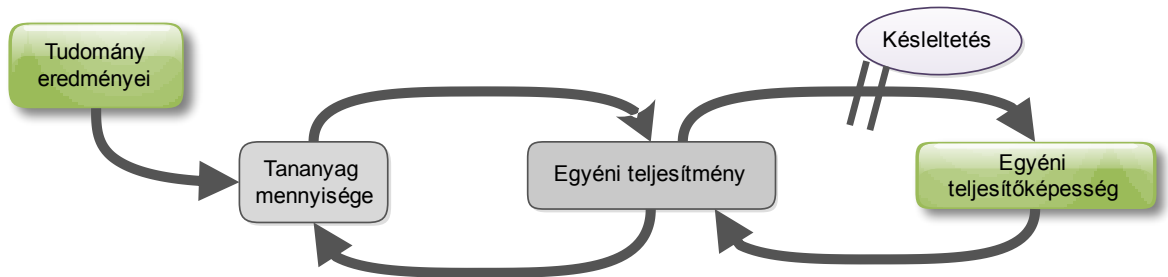 Tudomány
eredményei
Késleltetés
Tananyag
mennyisége
Egyéni teljesítmény
Egyéni
teljesítőképesség